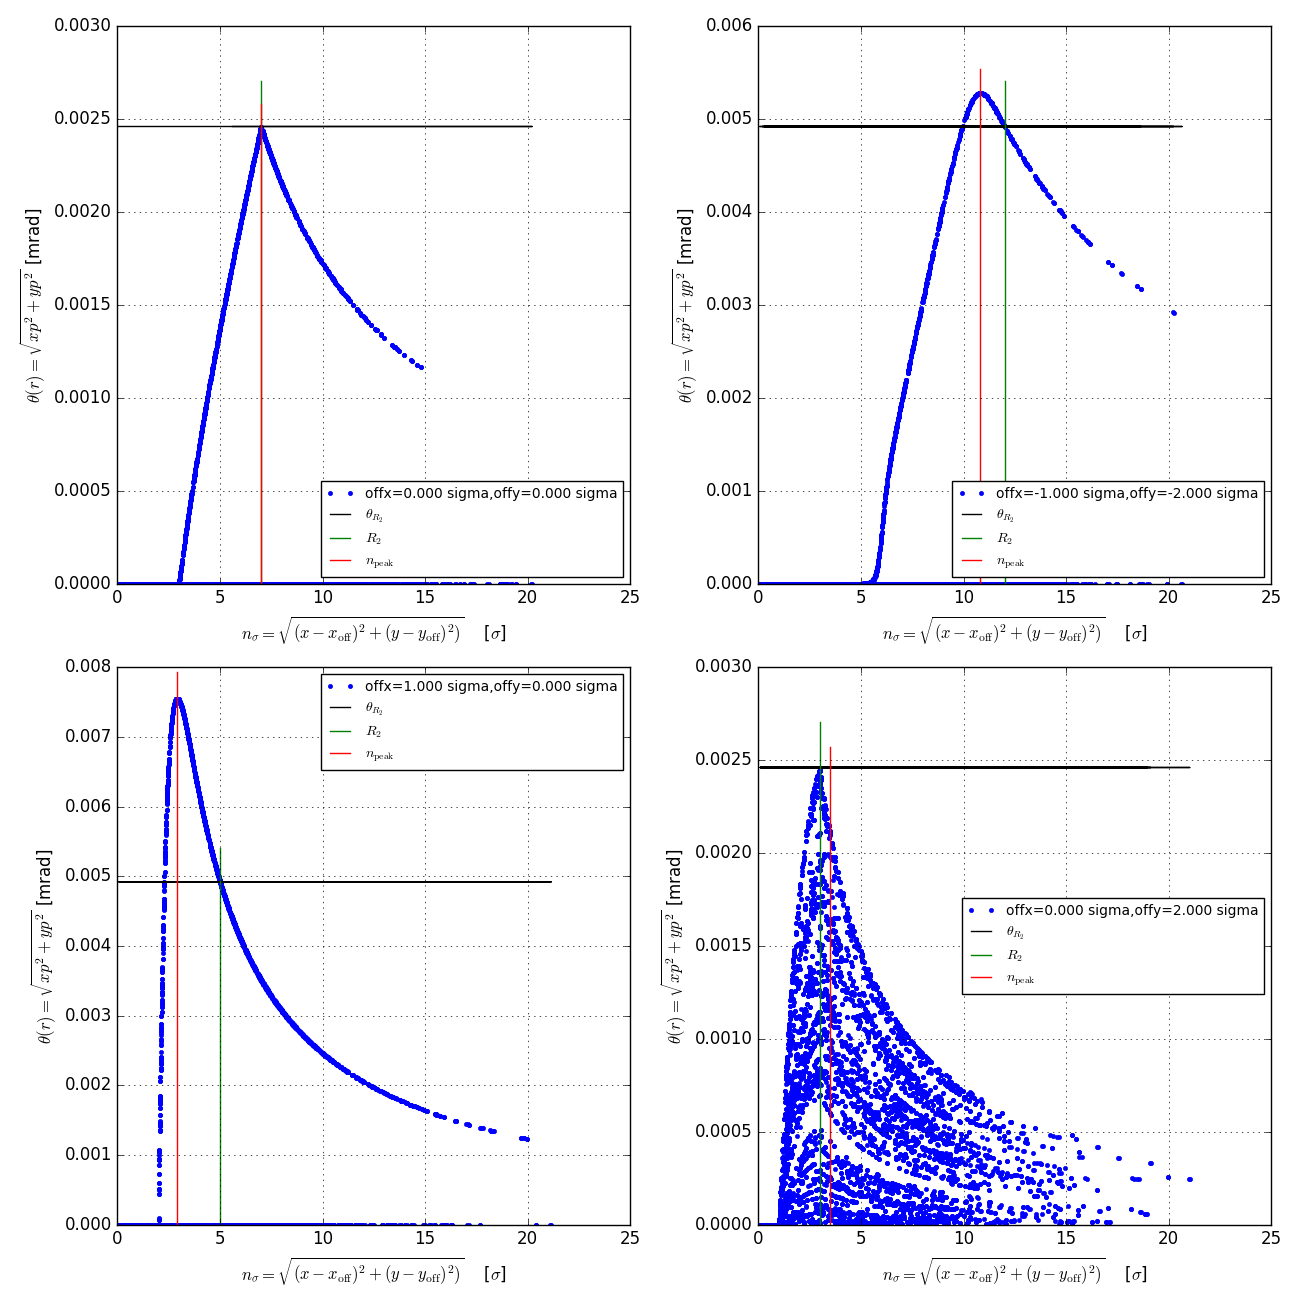 0.0030
0.0025
0.0020
0.0015
0.0010
0.0005
0.0000
θ(r) = √(xp² + yp²) [mrad]
offx=0.000 sigma,offy=0.000 sigma
θ_{R₂}
R₂
n_peak
0 5 10 15 20 25
n_σ = √((x − x_off)² + (y − y_off)²) [σ]
0.006
0.005
0.004
0.003
0.002
0.001
0.000
θ(r) = √(xp² + yp²) [mrad]
offx=-1.000 sigma,offy=-2.000 sigma
θ_{R₂}
R₂
n_peak
0 5 10 15 20 25
n_σ = √((x − x_off)² + (y − y_off)²) [σ]
0.008
0.007
0.006
0.005
0.004
0.003
0.002
0.001
0.000
θ(r) = √(xp² + yp²) [mrad]
offx=1.000 sigma,offy=0.000 sigma
θ_{R₂}
R₂
n_peak
0 5 10 15 20 25
n_σ = √((x − x_off)² + (y − y_off)²) [σ]
0.0030
0.0025
0.0020
0.0015
0.0010
0.0005
0.0000
θ(r) = √(xp² + yp²) [mrad]
offx=0.000 sigma,offy=2.000 sigma
θ_{R₂}
R₂
n_peak
0 5 10 15 20 25
n_σ = √((x − x_off)² + (y − y_off)²) [σ]